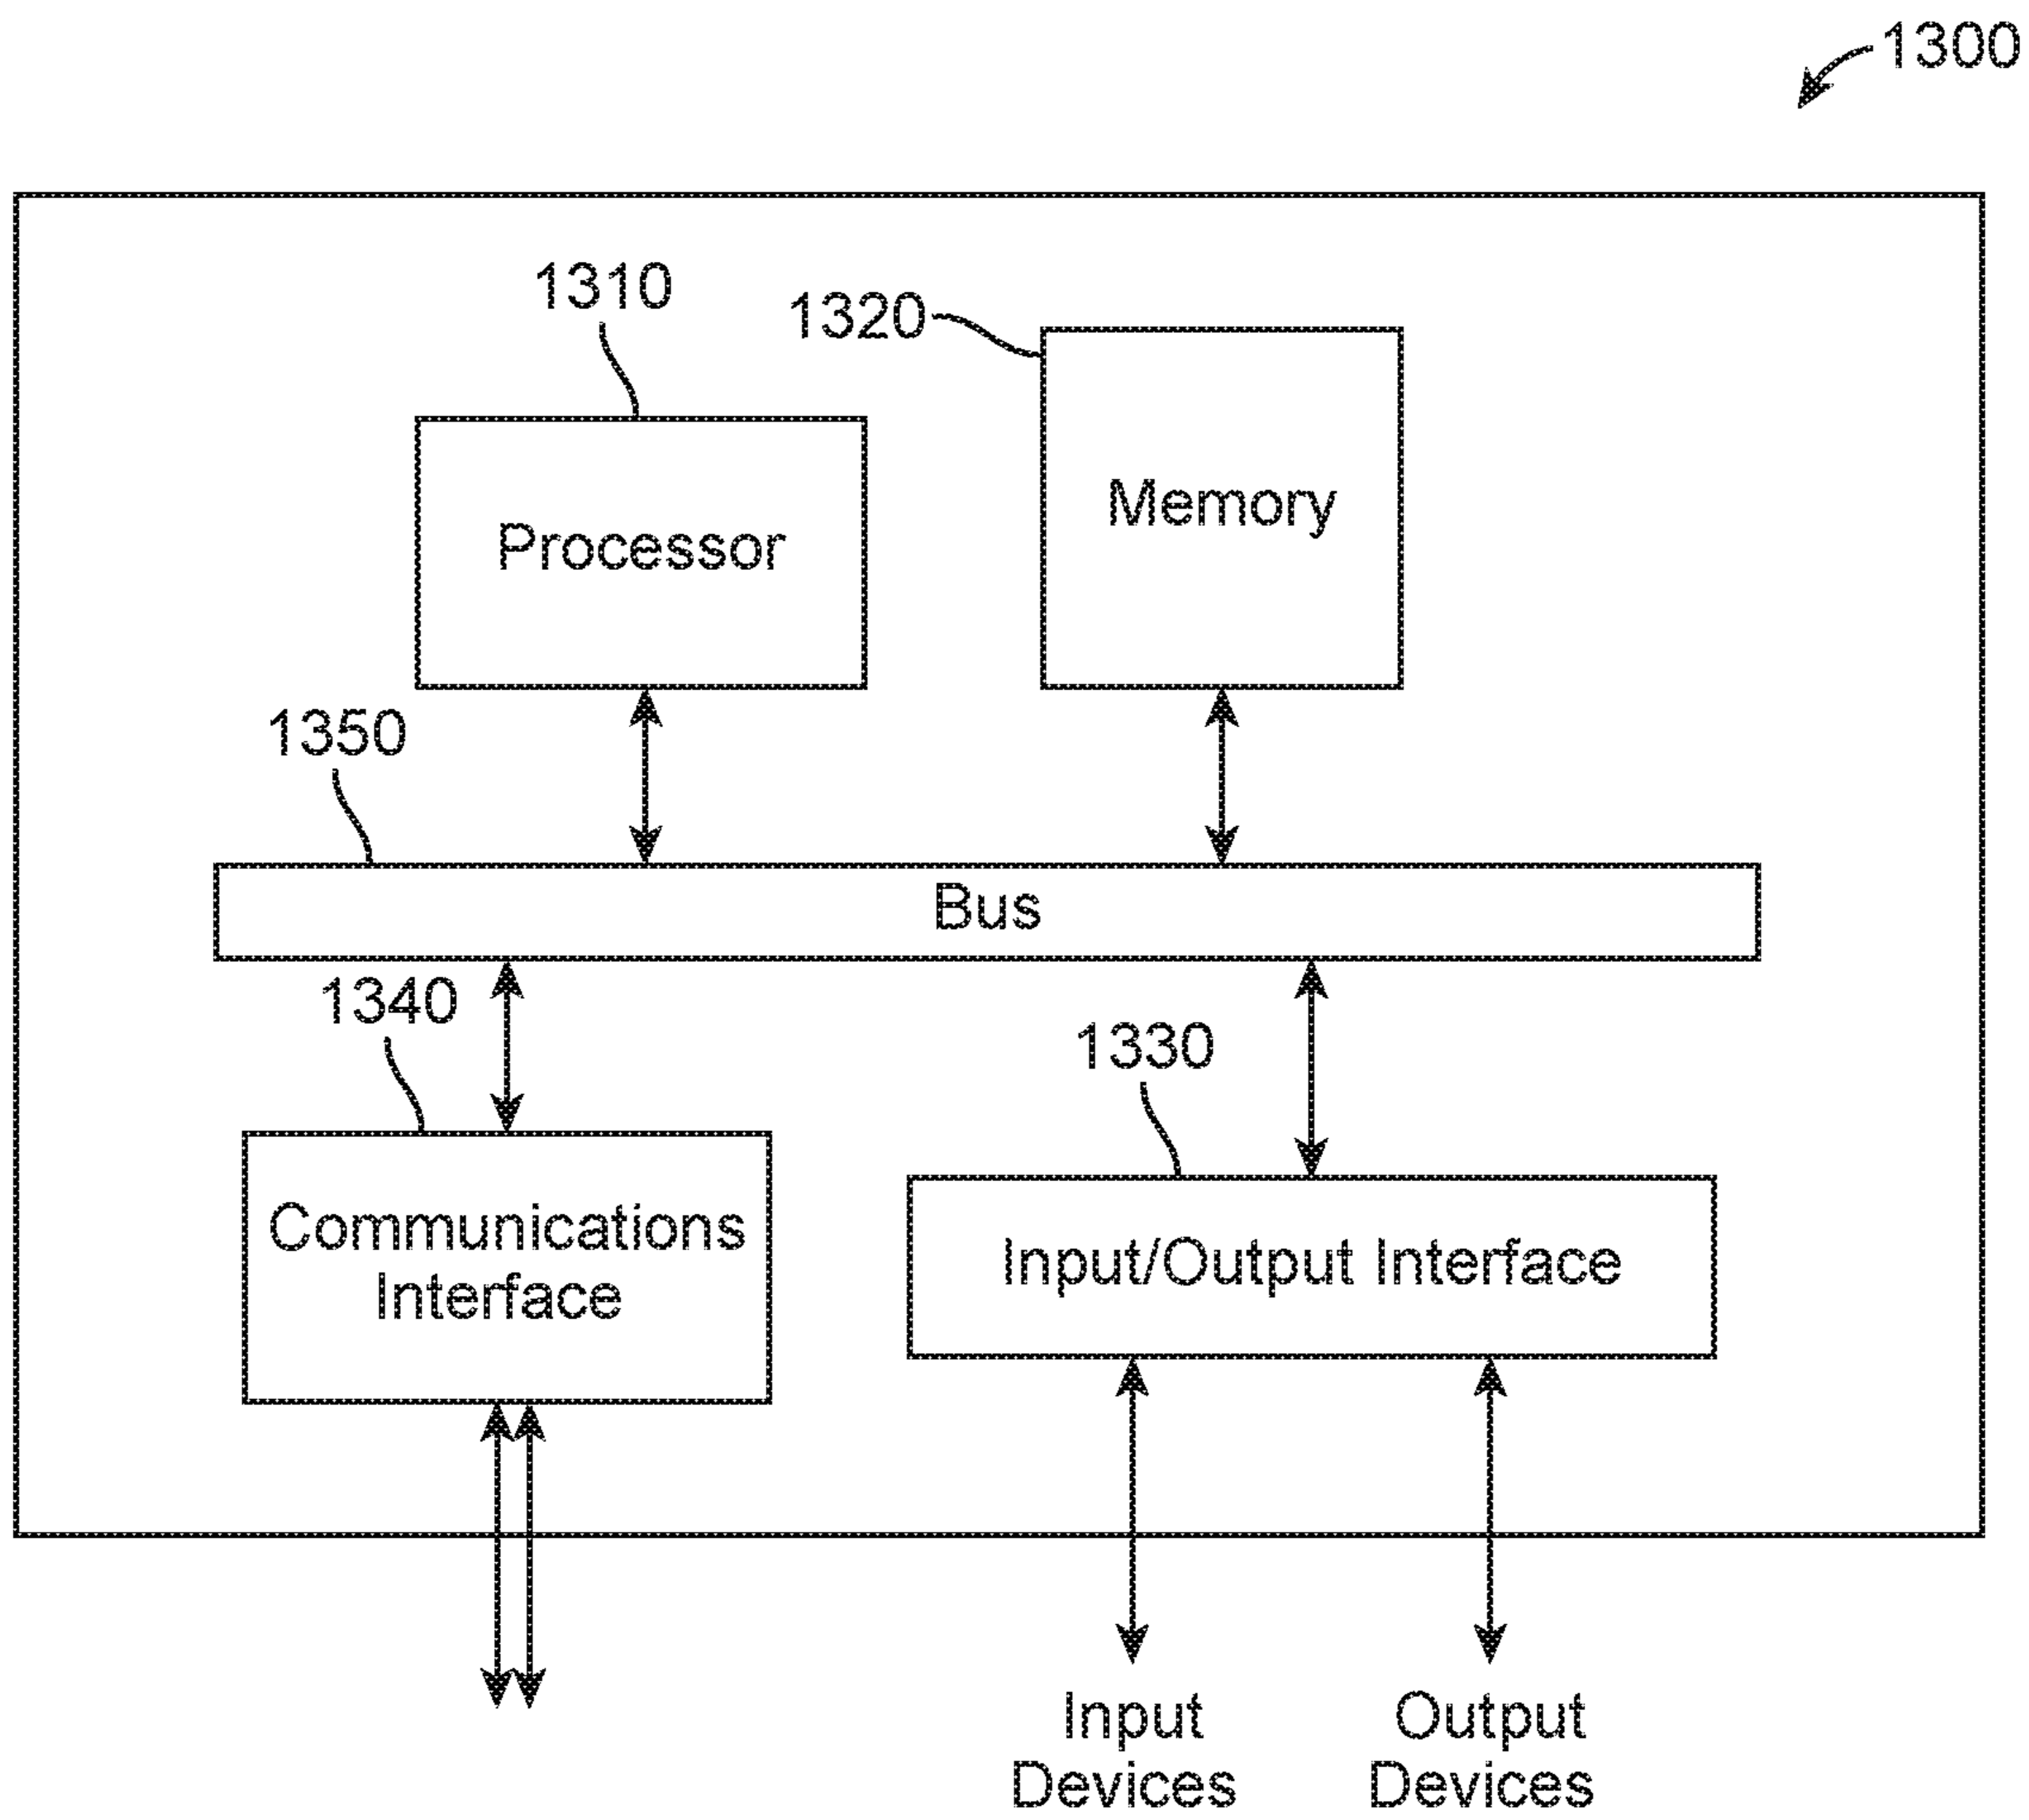 1300
1310
1320
Processor
Memory
1350
Bus
1340
1330
Communications
Interface
Input/Output Interface
Input
Devices
Output
Devices